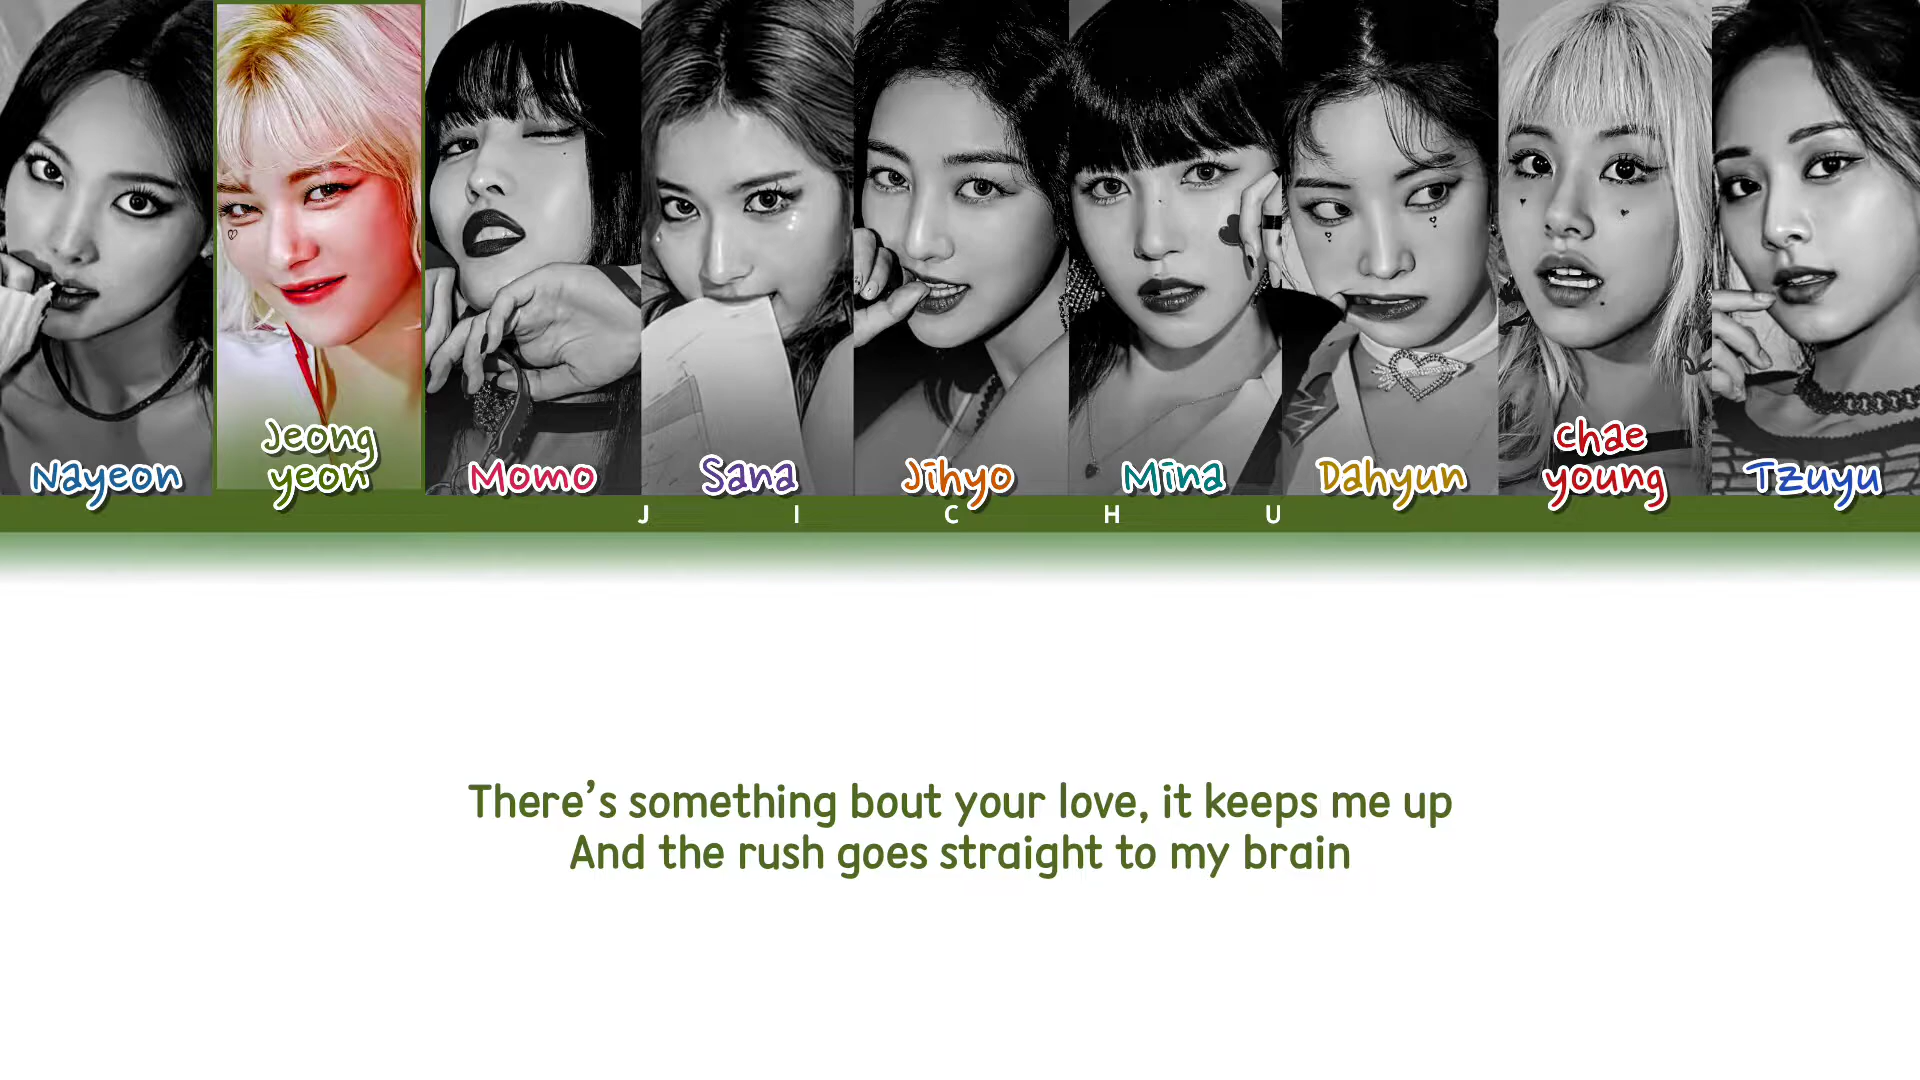 Nayeon
Jeong
yeon
Momo
Sana
Jihyo
Mina
Dahyun
chae
young
Tzuyu
J I C H U
There's something bout your love, it keeps me up
And the rush goes straight to my brain